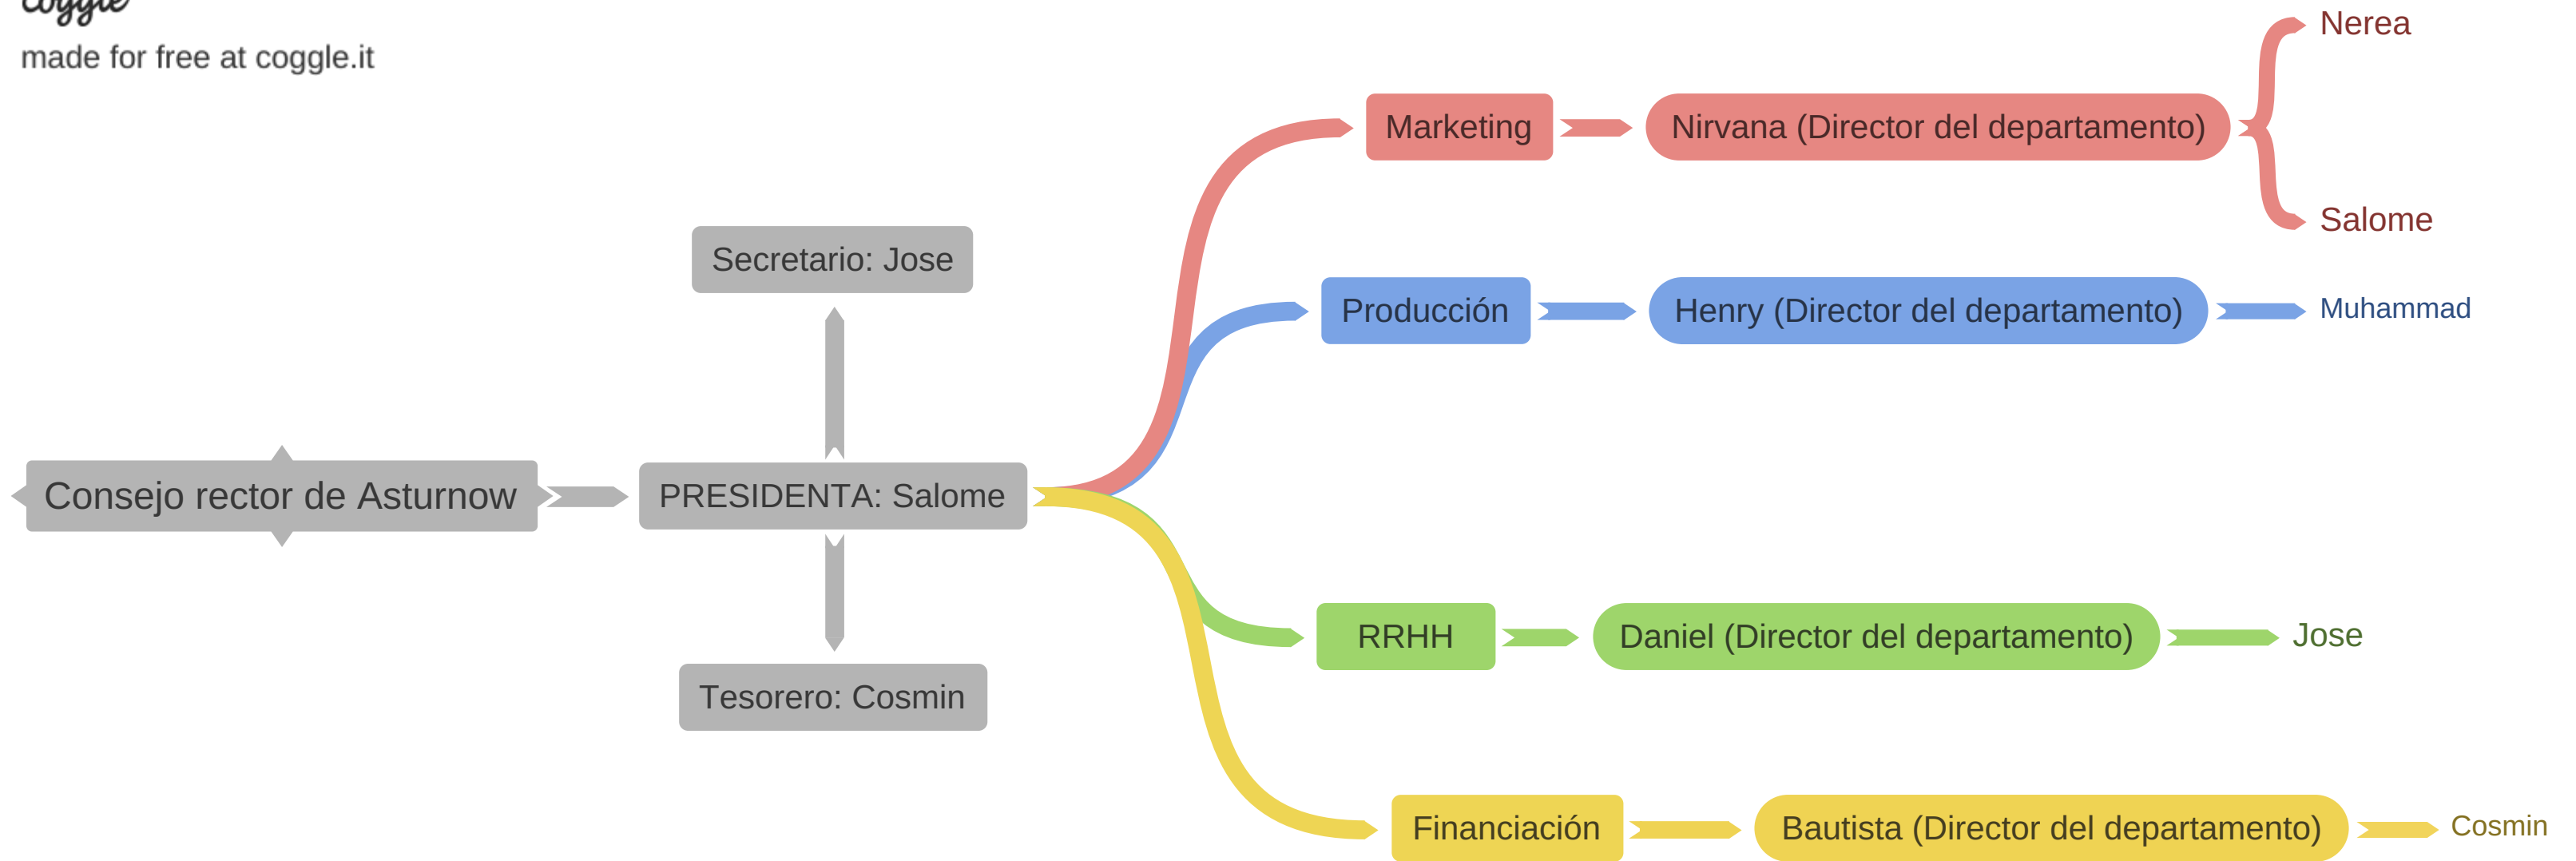 coggle
made for free at coggle.it
Consejo rector de Asturnow
Secretario: Jose
PRESIDENTA: Salome
Tesorero: Cosmin
Marketing
Nirvana (Director del departamento)
Nerea
Salome
Producción
Henry (Director del departamento)
Muhammad
RRHH
Daniel (Director del departamento)
Jose
Financiación
Bautista (Director del departamento)
Cosmin